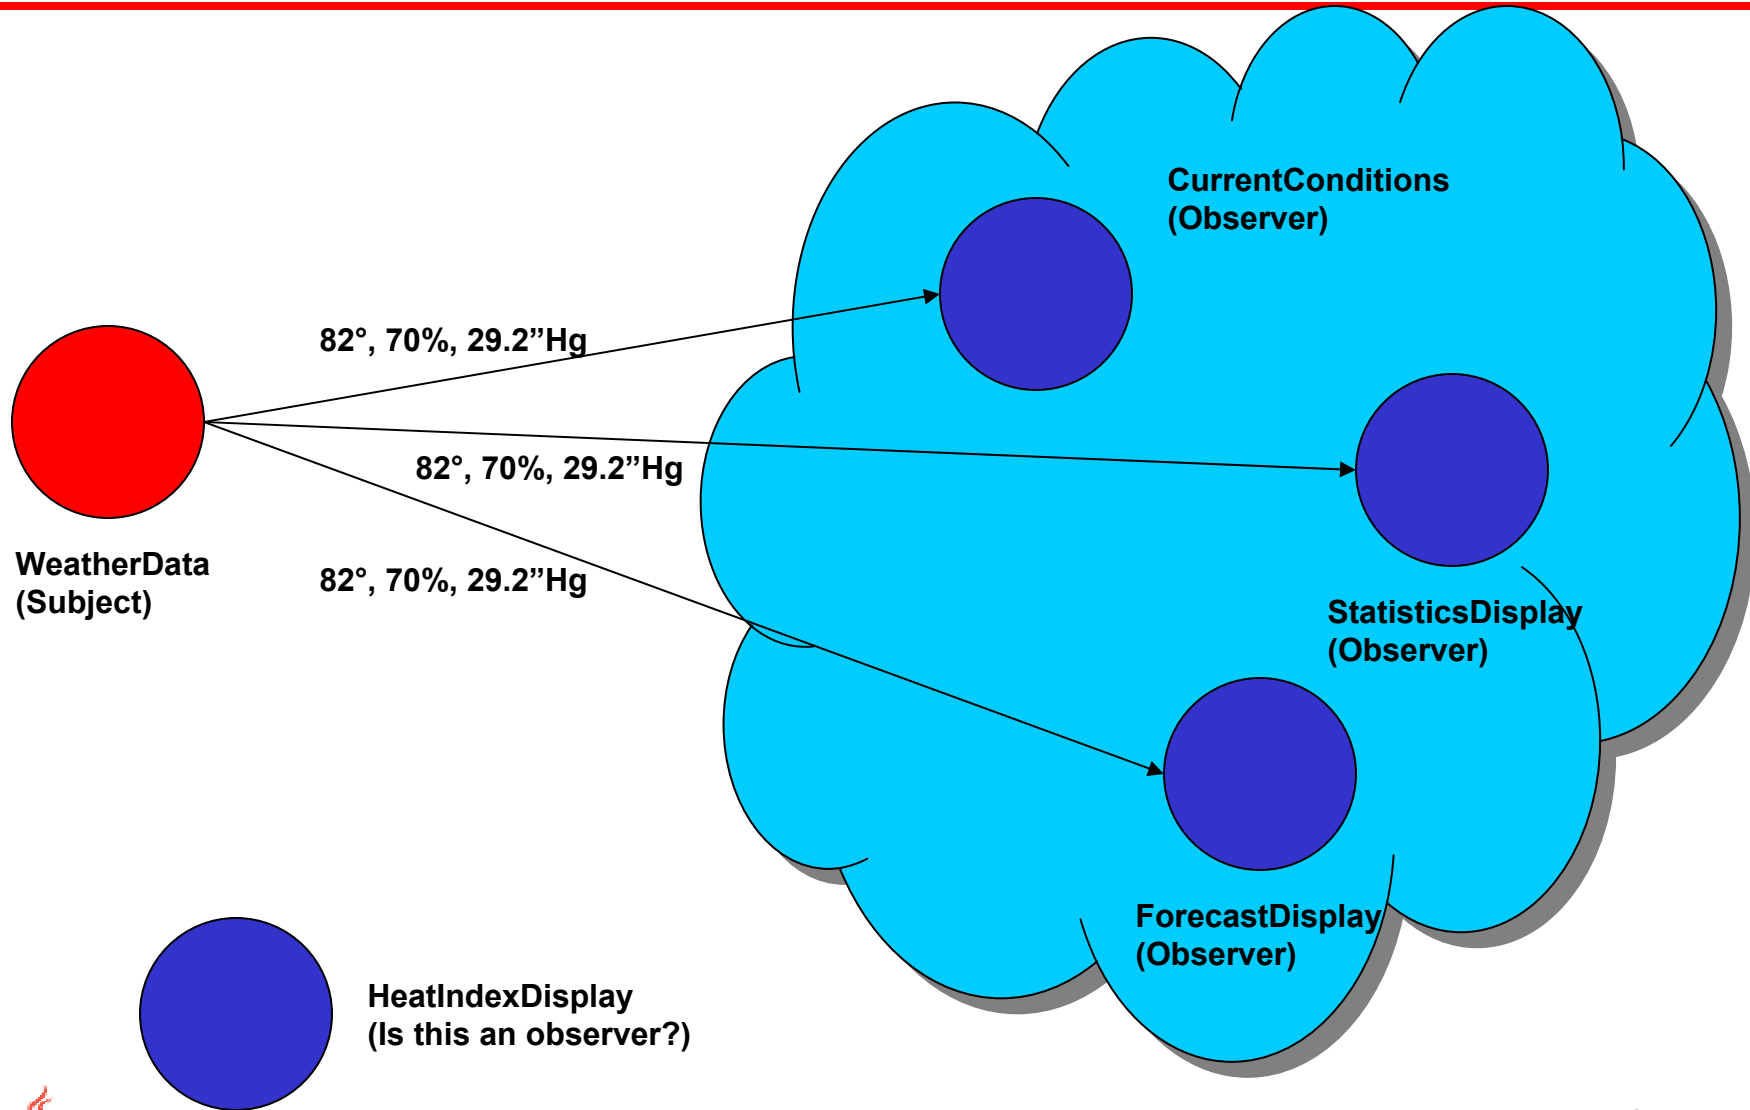 CurrentConditions
(Observer)
82°, 70%, 29.2”Hg
82°, 70%, 29.2”Hg
WeatherData
(Subject)
82°, 70%, 29.2”Hg
StatisticsDisplay
(Observer)
ForecastDisplay
(Observer)
HeatIndexDisplay
(Is this an observer?)